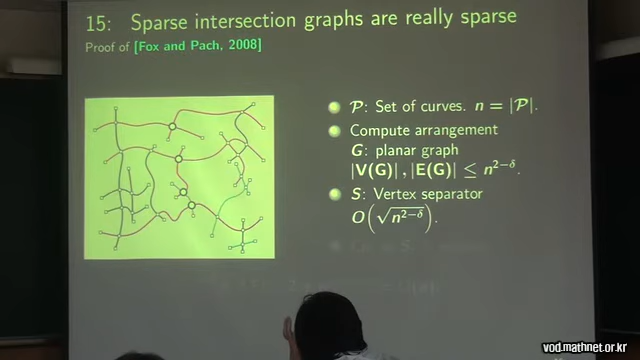 15: Sparse intersection graphs are really sparse
Proof of [Fox and Pach, 2008]
P: Set of curves. n = |P|.
Compute arrangement
G: planar graph
|V(G)|, |E(G)| ≤ n^{2−δ}.
S: Vertex separator
O(√n^{2−δ}).
vod.mathnet.or.kr